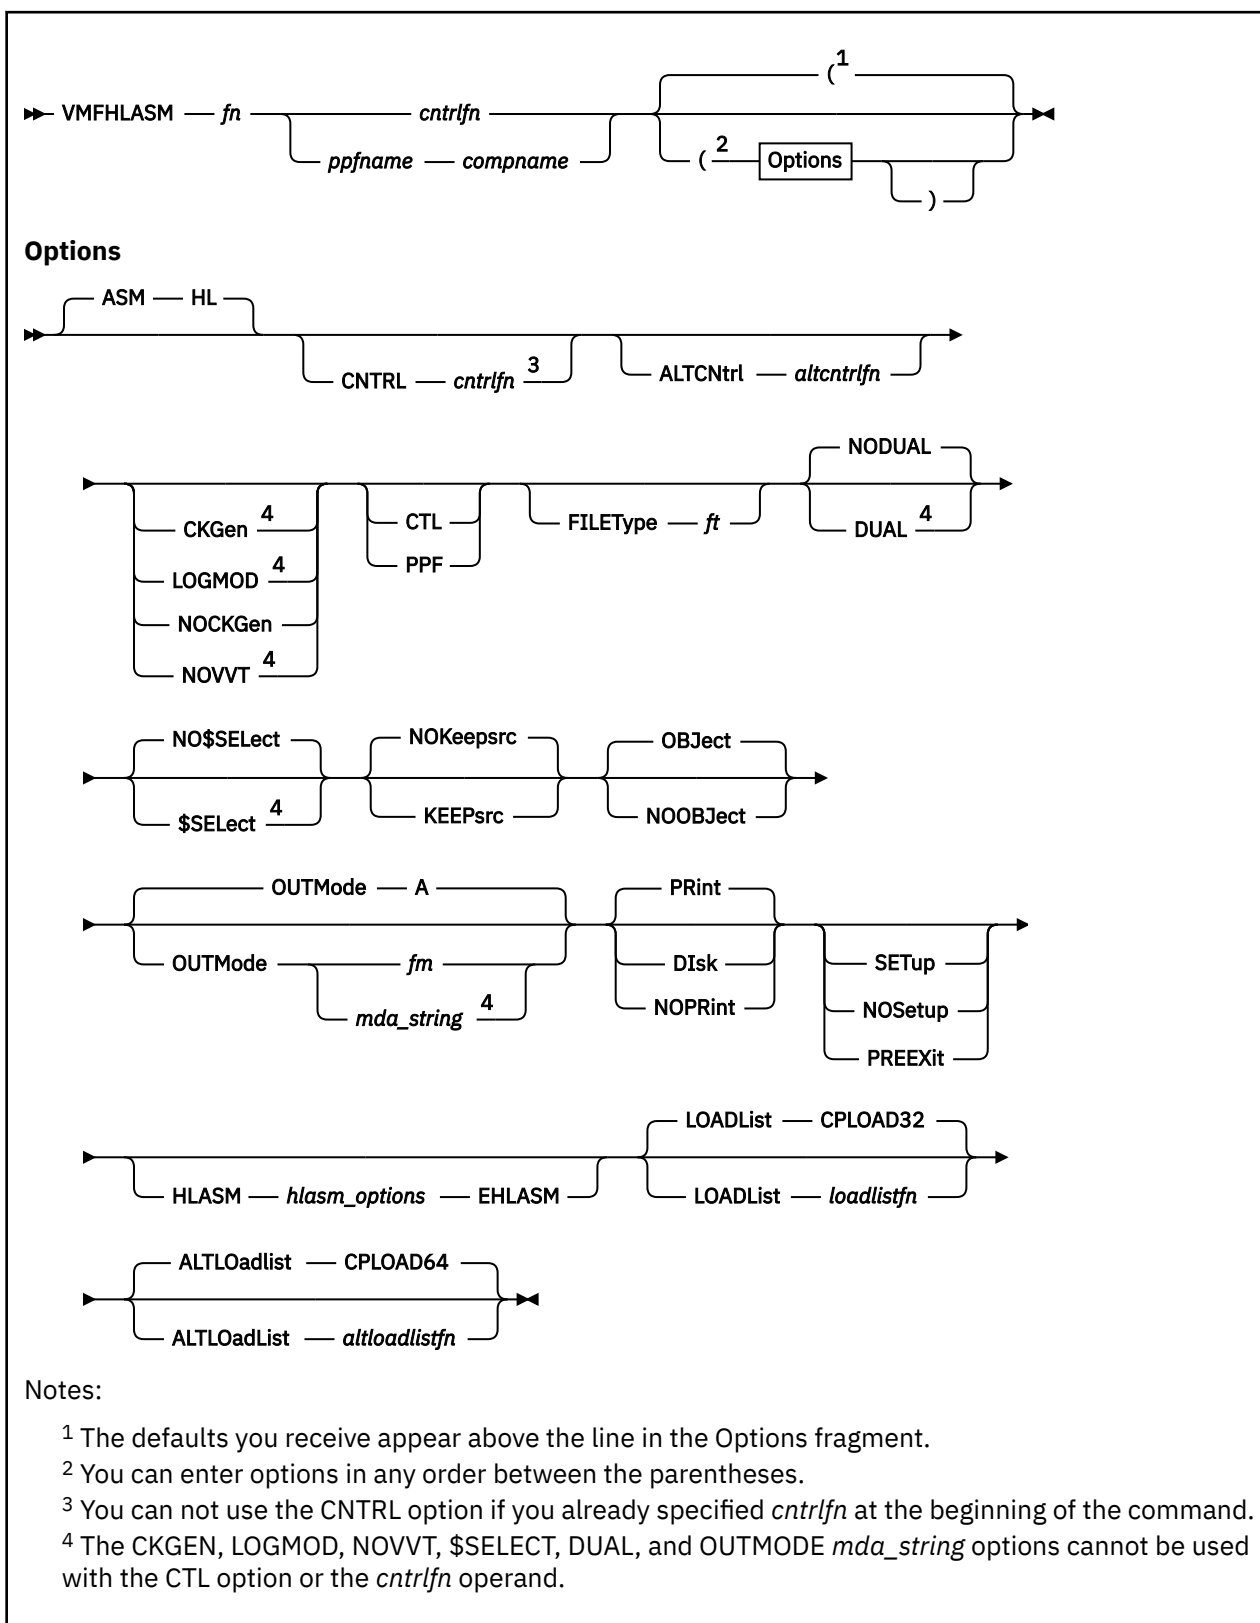 ( 1
VMFHLASM fn cntrlfn
ppfname compname ( 2 Options
)
Options
ASM HL
CNTRL cntrlfn 3 ALTCNtrl altcntrlfn
NODUAL
CKGen 4 CTL FILEType ft DUAL 4
LOGMOD 4 PPF
NOCKGen
NOVVT 4
NO$SELect NOKeepsrc OBJect
$SELect 4 KEEPsrc NOOBJect
OUTMode A PRint
OUTMode fm DIsk SETup
mda_string 4 NOPRint NOSetup
PREEXit
LOADList CPLOAD32
HLASM hlasm_options EHLASM LOADList loadlistfn
ALTLOadlist CPLOAD64
ALTLOadList altloadlistfn
Notes:
1 The defaults you receive appear above the line in the Options fragment.
2 You can enter options in any order between the parentheses.
3 You can not use the CNTRL option if you already specified cntrlfn at the beginning of the command.
4 The CKGEN, LOGMOD, NOVVT, $SELECT, DUAL, and OUTMODE mda_string options cannot be used
with the CTL option or the cntrlfn operand.